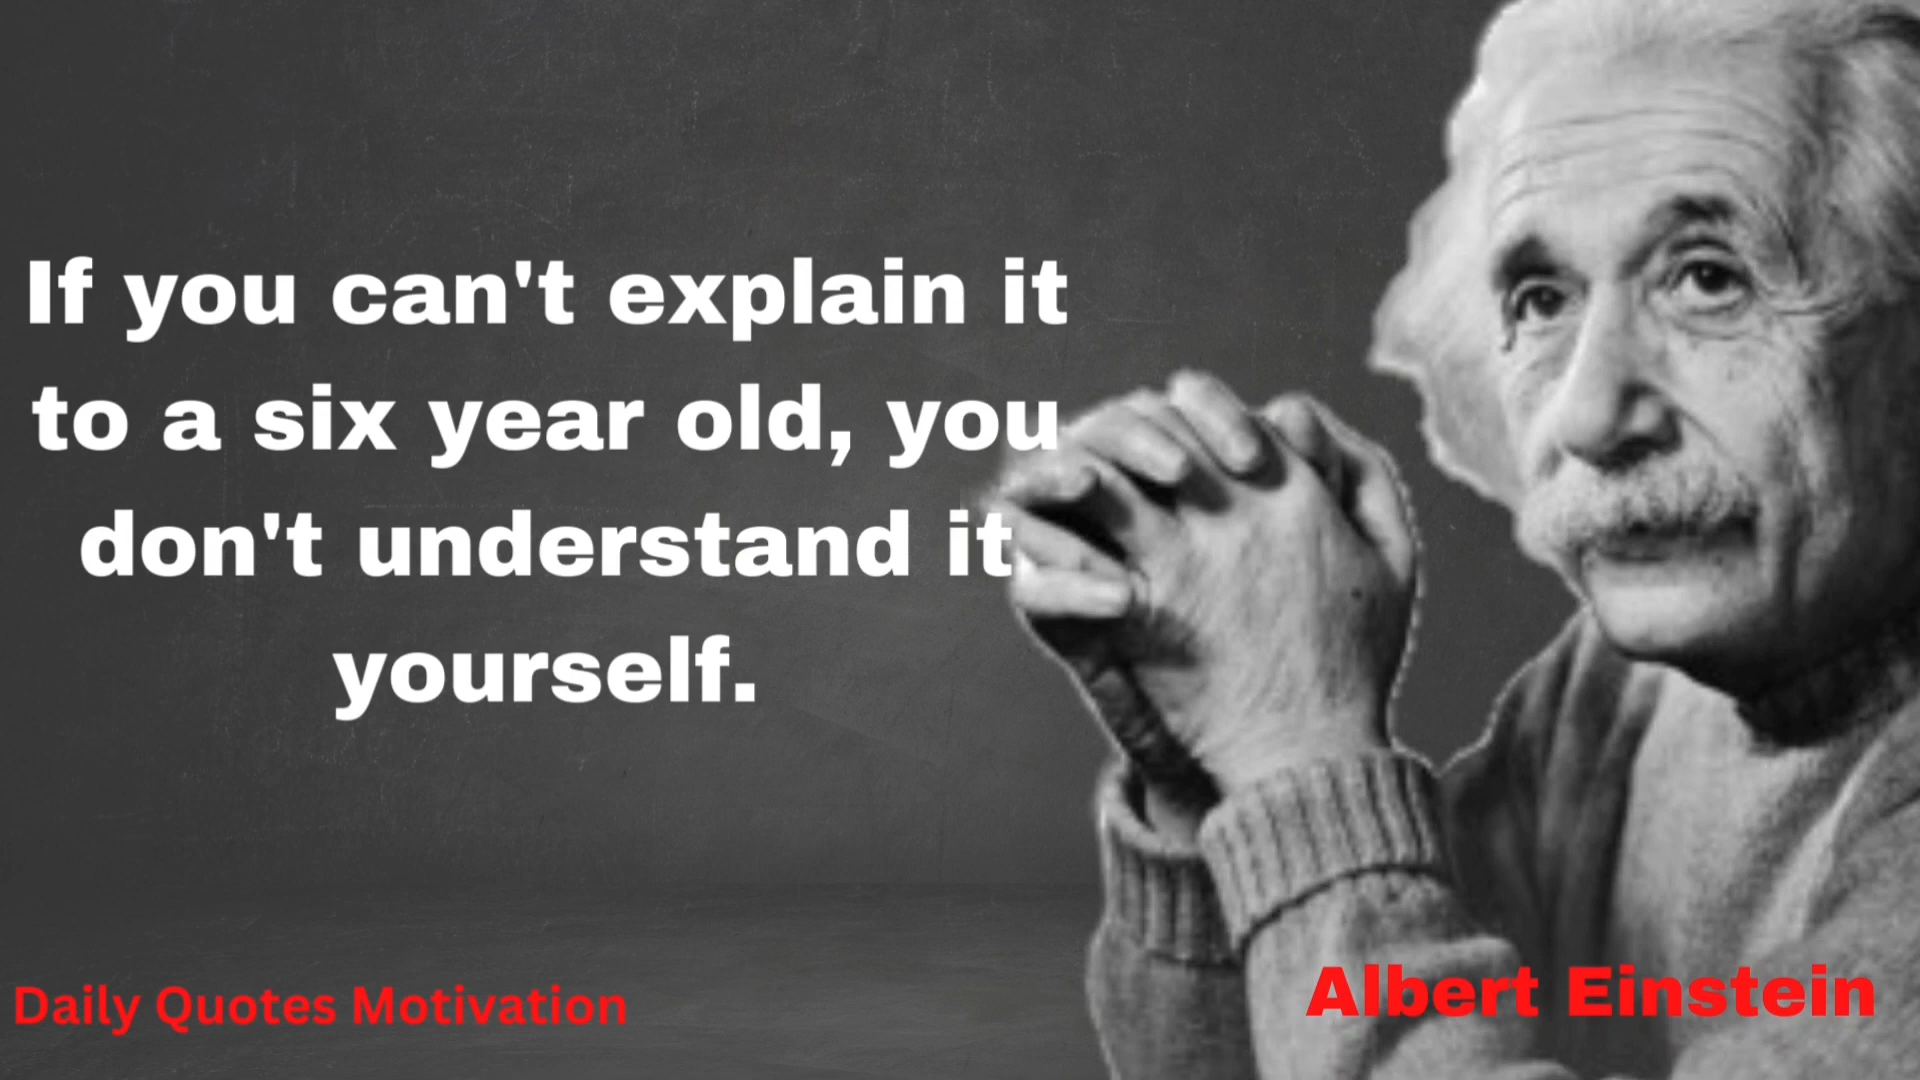 If you can't explain it
to a six year old, you
don't understand it
yourself.
Daily Quotes Motivation
Albert Einstein